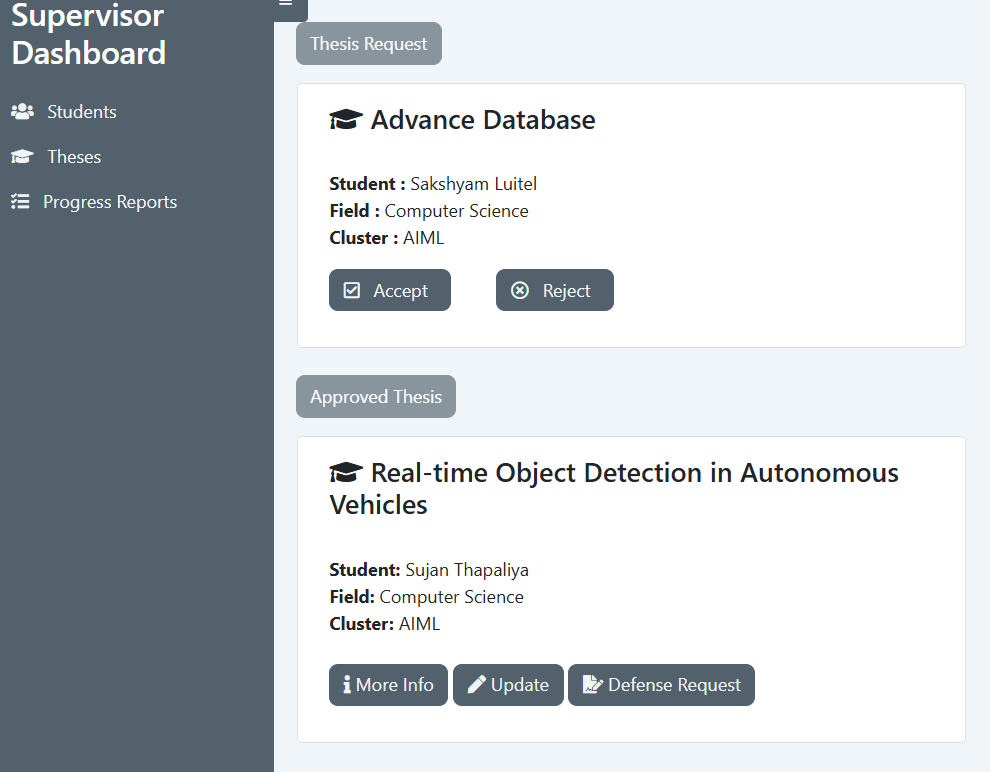 Supervisor
Dashboard
Students
Theses
Progress Reports
Thesis Request
Advance Database
Student : Sakshyam Luitel
Field : Computer Science
Cluster : AIML
Accept
Reject
Approved Thesis
Real-time Object Detection in Autonomous
Vehicles
Student: Sujan Thapaliya
Field: Computer Science
Cluster: AIML
More Info
Update
Defense Request